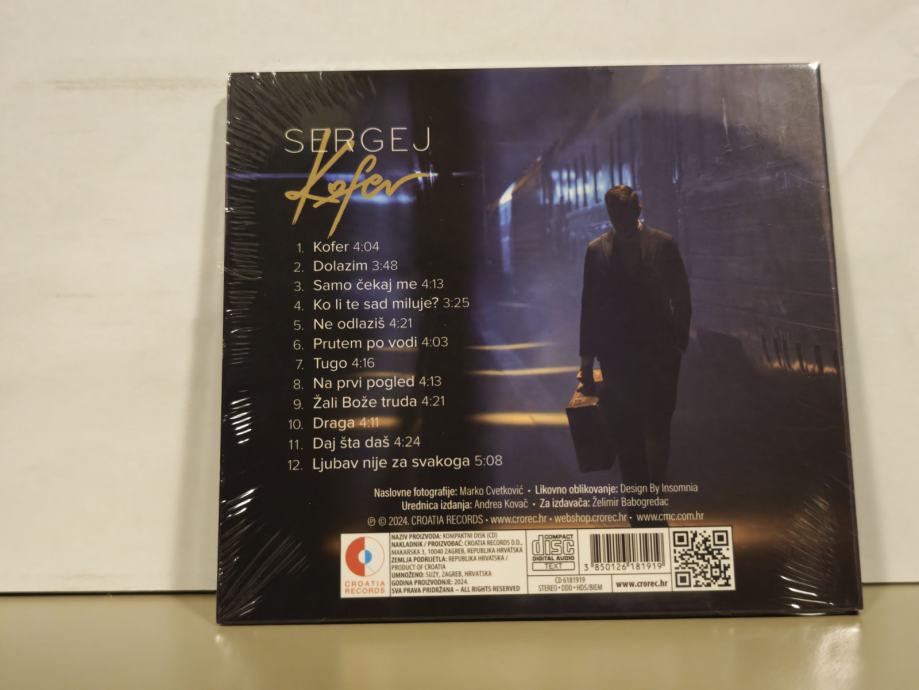 SERGEJ
Kofer
1. Kofer 4:04
2. Dolazim 3:48
3. Samo čekaj me 4:13
4. Ko li te sad miluje? 3:25
5. Ne odlaziš 4:21
6. Prutem po vodi 4:03
7. Tugo 4:16
8. Na prvi pogled 4:13
9. Žali Bože truda 4:21
10. Draga 4:11
11. Daj šta daš 4:24
12. Ljubav nije za svakoga 5:08
Naslovne fotografije: Marko Cvetković • Likovno oblikovanje: Design By Insomnia
Urednica izdanja: Andrea Kovač • Za izdavača: Želimir Babogredac
℗ © 2024. CROATIA RECORDS • www.crorec.hr • webshop.crorec.hr • www.cmc.com.hr
CROATIA
RECORDS
NAZIV PROIZVODA: KOMPAKTNI DISK (CD)
NAKLADNIK / PROIZVOĐAČ: CROATIA RECORDS D.D.,
MAKARSKA 3, 10040 ZAGREB, REPUBLIKA HRVATSKA
ZEMLJA PODRIJETLA: REPUBLIKA HRVATSKA /
PRODUCT OF CROATIA
UMNOŽENO: SUZY, ZAGREB, HRVATSKA
GODINA PROIZVODNJE: 2024.
SVA PRAVA PRIDRŽANA – ALL RIGHTS RESERVED
COMPACT
disc
DIGITAL AUDIO
TEXT
3 850126 181919
CD 6181919
STEREO • DDD • HDS/BIEM
www.crorec.hr